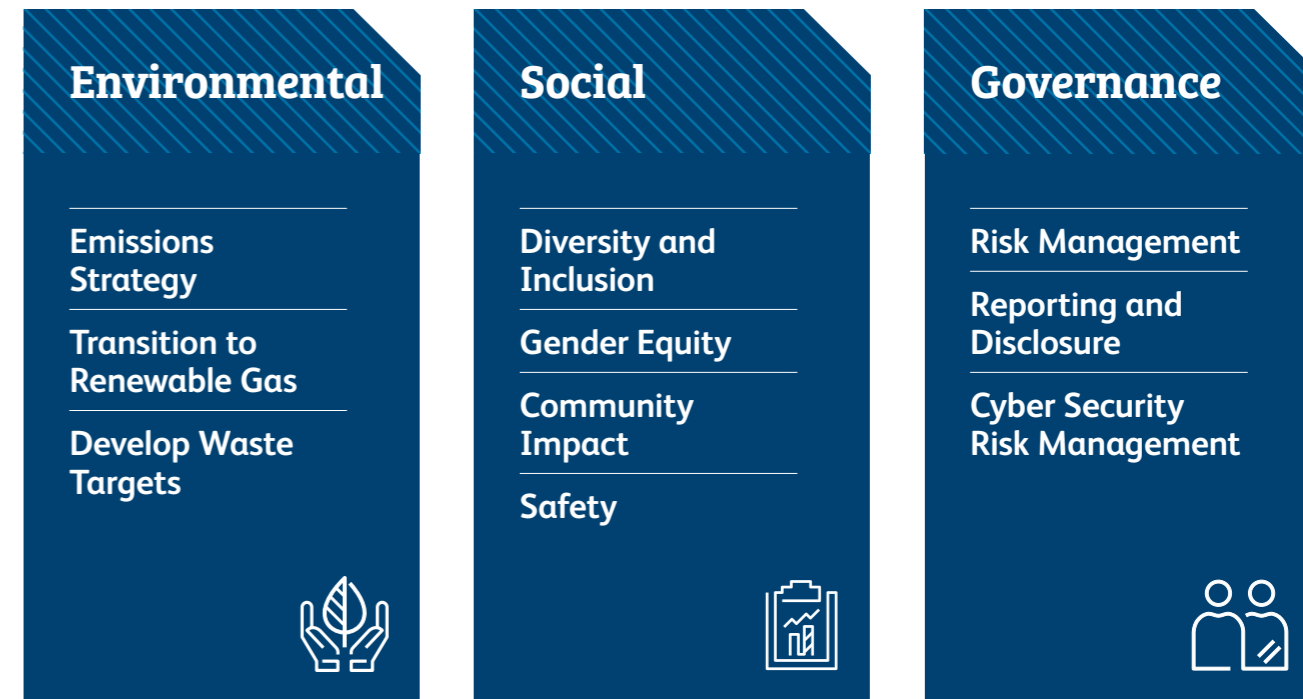 Environmental
Emissions
Strategy
Transition to
Renewable Gas
Develop Waste
Targets
Social
Diversity and
Inclusion
Gender Equity
Community
Impact
Safety
Governance
Risk Management
Reporting and
Disclosure
Cyber Security
Risk Management